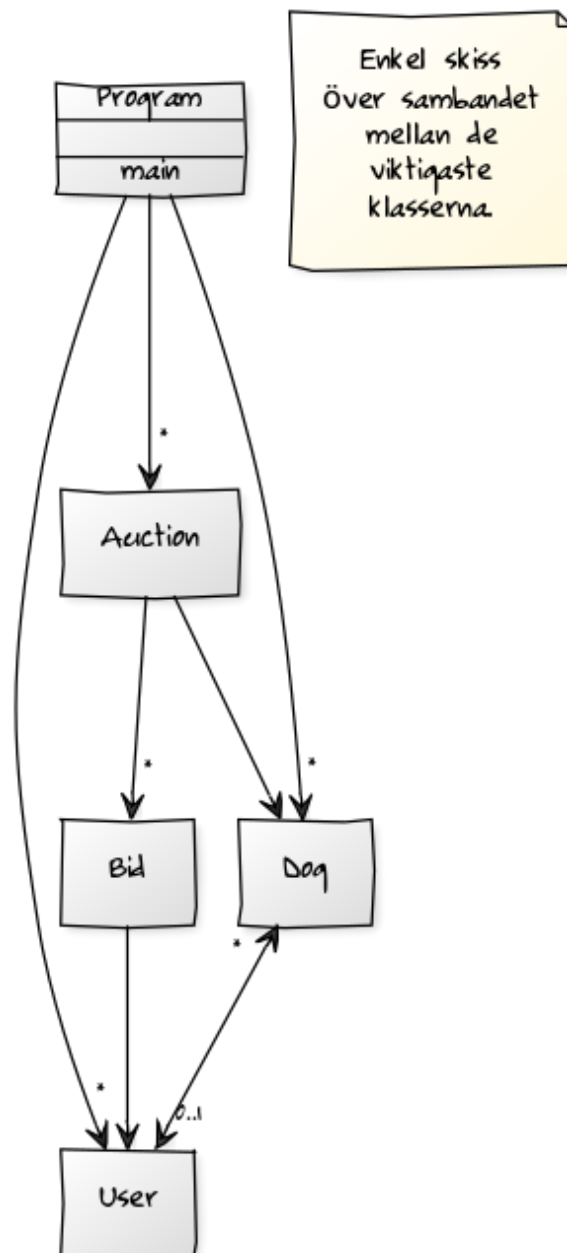 Program
main
Enkel skiss
Över sambandet
mellan de
viktigaste
klasserna.
*
Auction
*
*
Bid
Dog
*
*
0..1
User